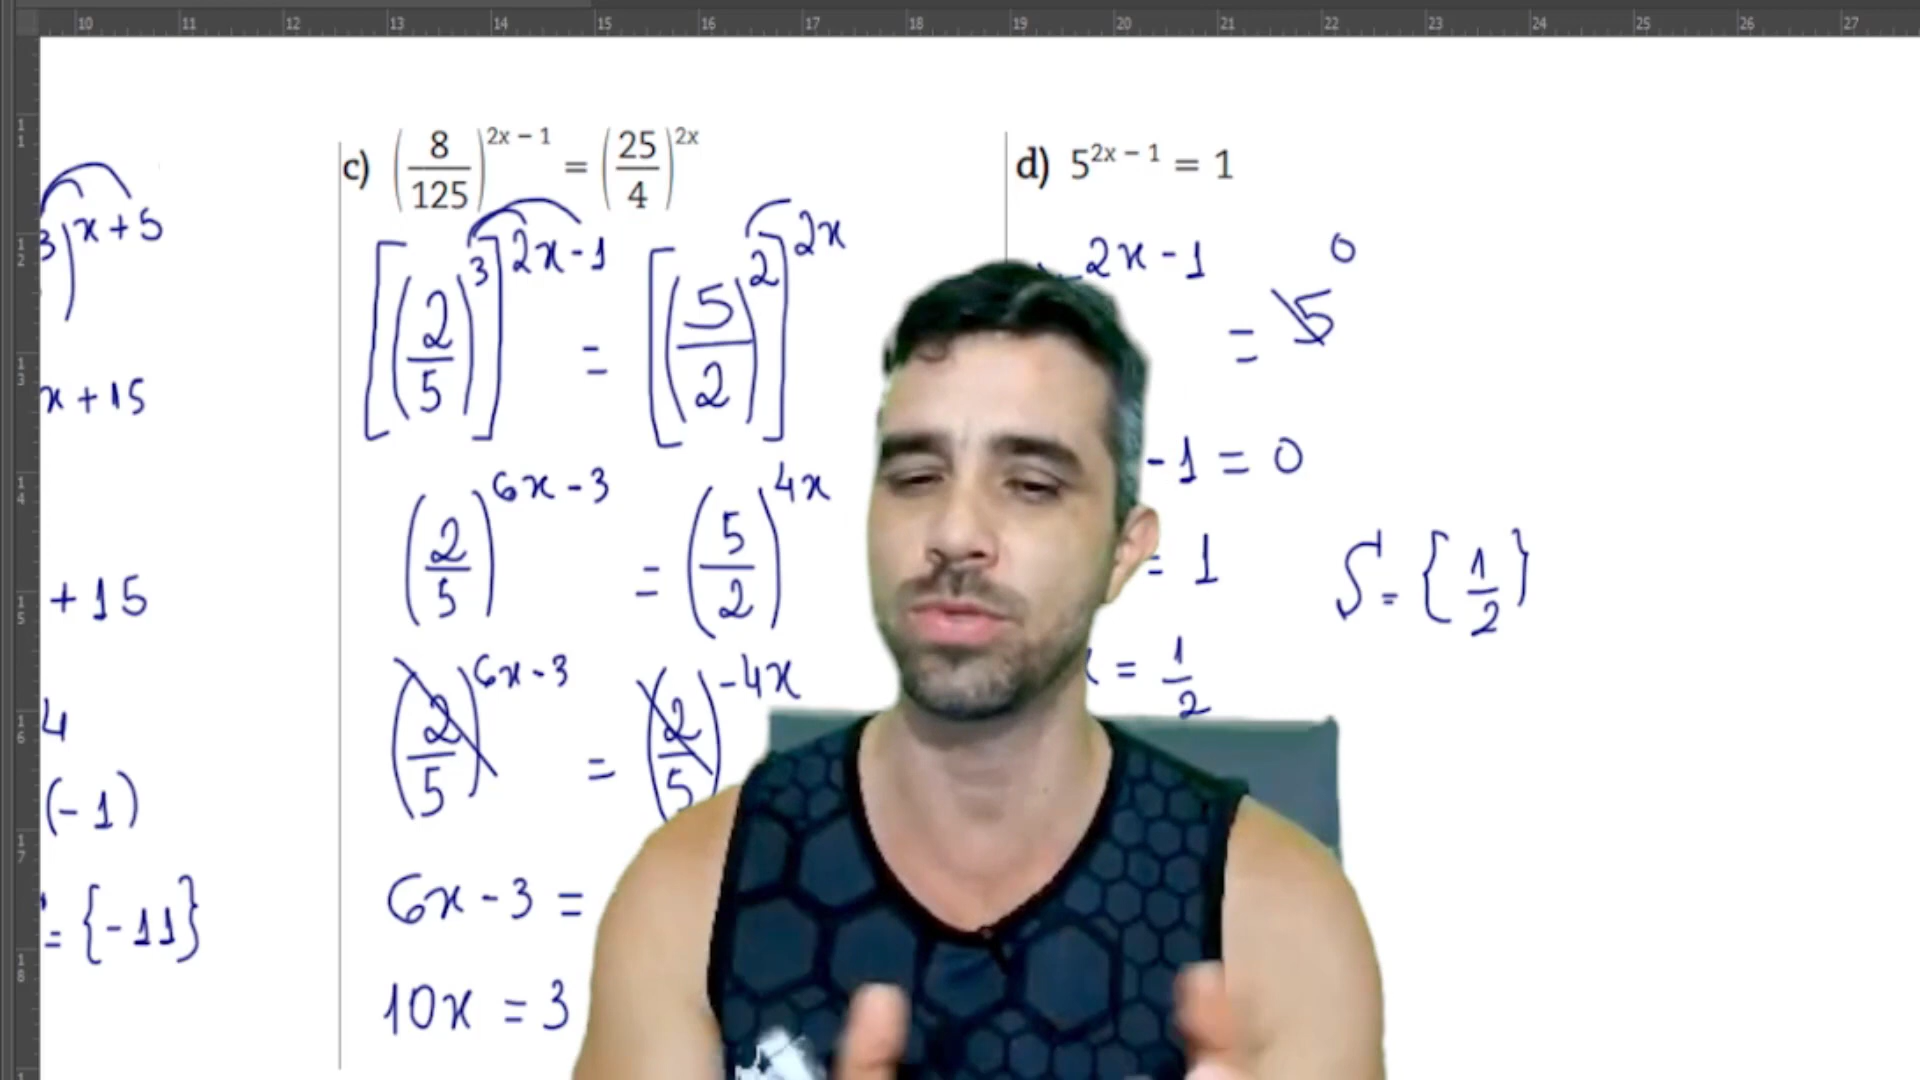 10 11 12 13 14 15 16 17 18 19 20 21 22 23 24 25 26 27
3)^x + 5
x + 15
+ 15
4
(- 1)
= {- 11}
c) (8/125)^2x – 1 = (25/4)^2x
[(2/5)^3]^2x - 1 = [(5/2)^2]^2x
(2/5)^6x - 3 = (5/2)^4x
(2/5)^6x - 3 = (2/5)^-4x
6x - 3 =
10x = 3
d) 5^2x – 1 = 1
2x - 1 = 5^0
- 1 = 0
= 1
= 1/2
S = {1/2}